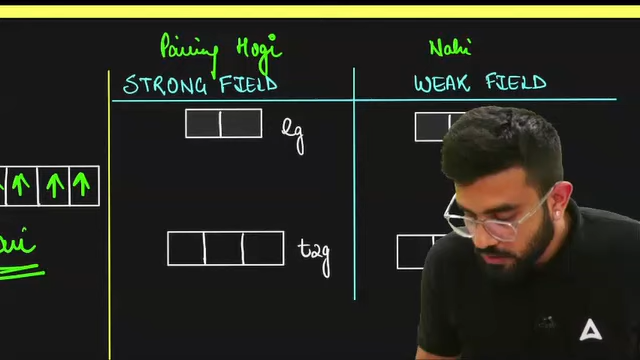 Pairing Hogi
Nahi
STRONG FIELD
WEAK FIELD
eg
t2g